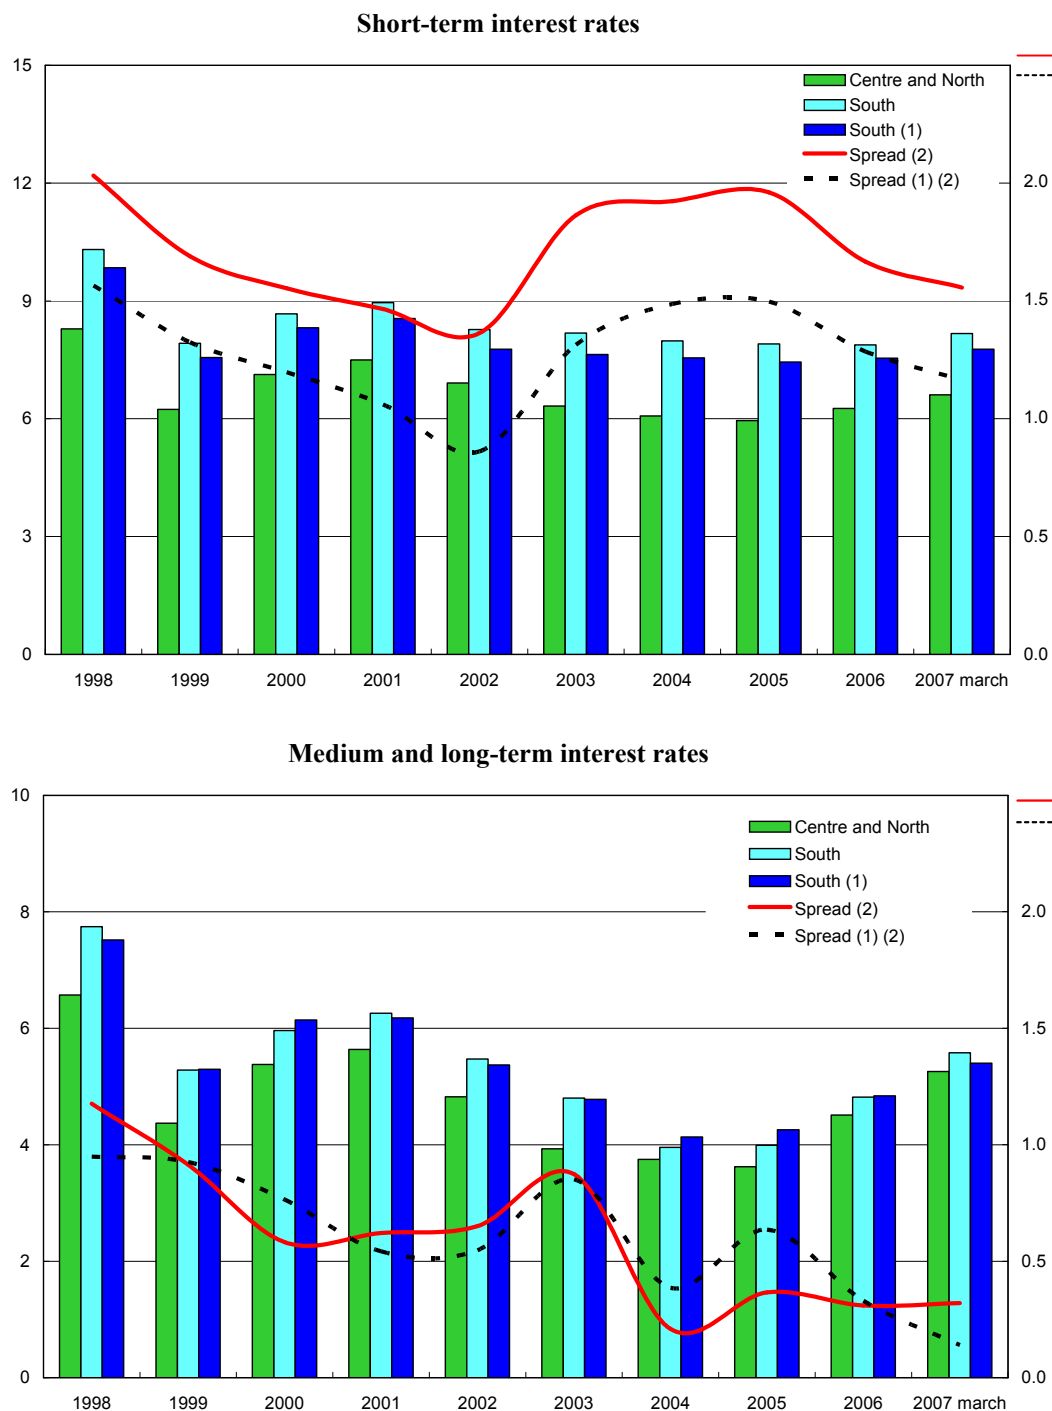 Short-term interest rates
15
12
9
6
3
0
2.0
1.5
1.0
0.5
0.0
Centre and North
South
South (1)
Spread (2)
Spread (1) (2)
1998 1999 2000 2001 2002 2003 2004 2005 2006 2007 march
Medium and long-term interest rates
10
8
6
4
2
0
2.0
1.5
1.0
0.5
0.0
Centre and North
South
South (1)
Spread (2)
Spread (1) (2)
1998 1999 2000 2001 2002 2003 2004 2005 2006 2007 march